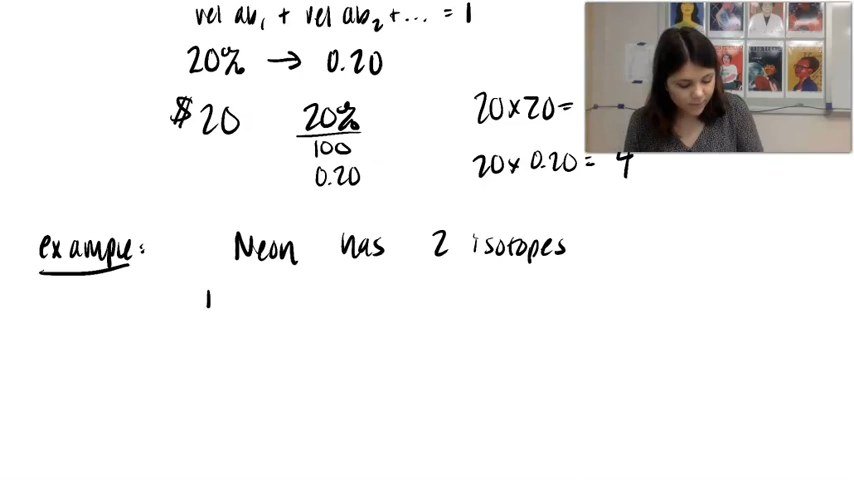 rel ab₁ + rel ab₂ + ... = 1
20% → 0.20
$20 20% 20×20=
100 20× 0.20 = 4
0.20
example: Neon has 2 isotopes
1